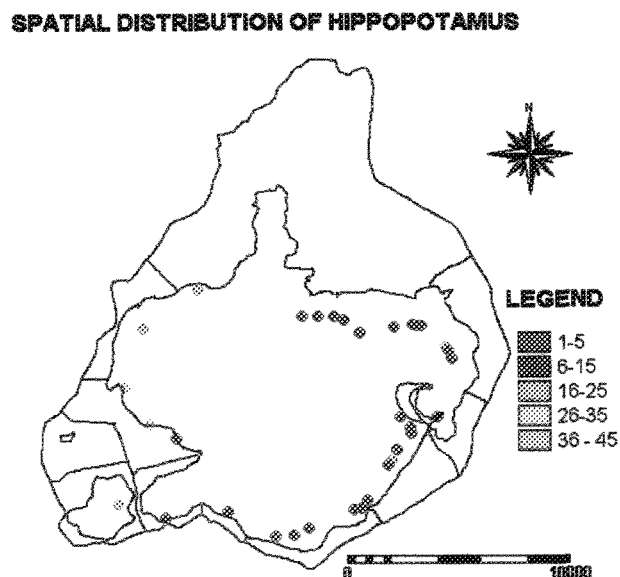 SPATIAL DISTRIBUTION OF HIPPOPOTAMUS
N
LEGEND
1-5
6-15
16-25
26-35
36 - 45
0 10000